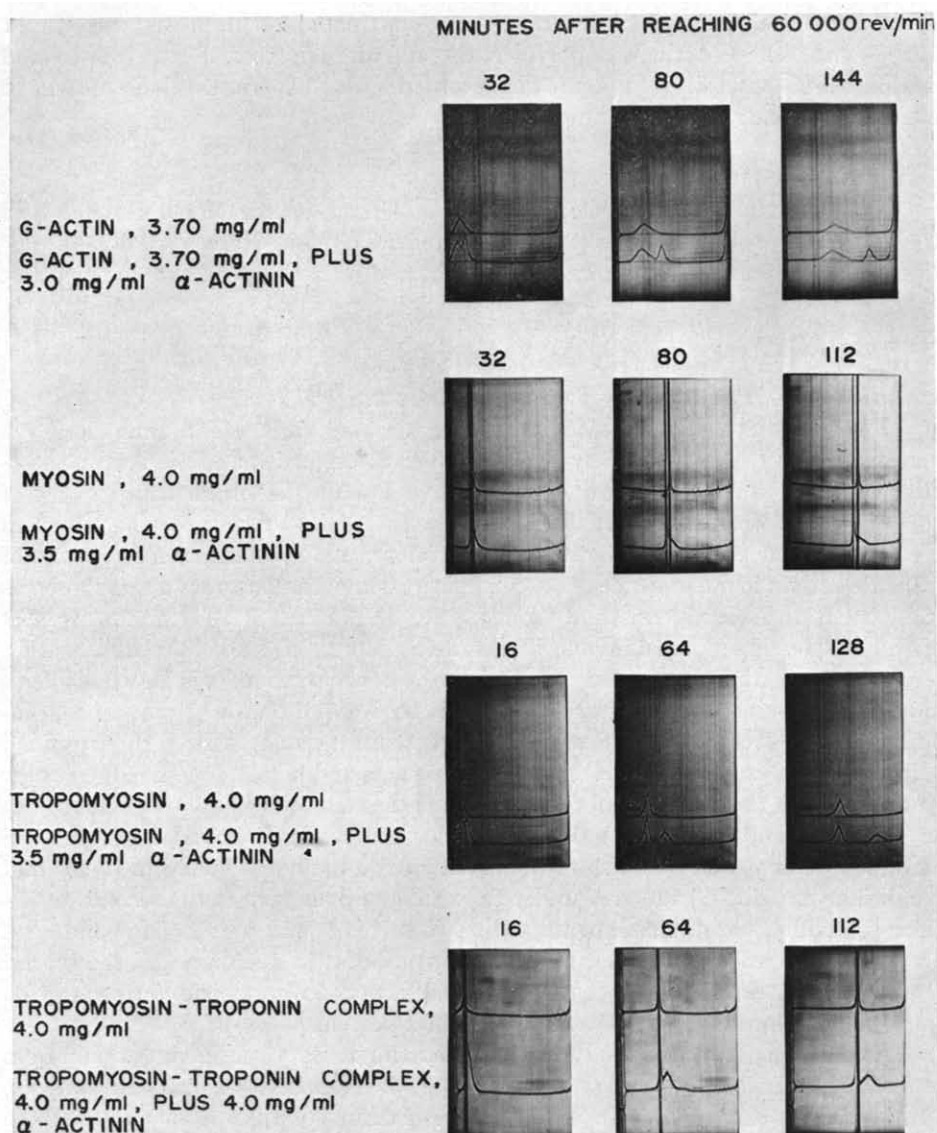 MINUTES AFTER REACHING 60 000 rev/min
32 80 144
G-ACTIN , 3.70 mg/ml
G-ACTIN , 3.70 mg/ml, PLUS
3.0 mg/ml α-ACTININ
32 80 112
MYOSIN , 4.0 mg/ml
MYOSIN , 4.0 mg/ml , PLUS
3.5 mg/ml α-ACTININ
16 64 128
TROPOMYOSIN , 4.0 mg/ml
TROPOMYOSIN , 4.0 mg/ml , PLUS
3.5 mg/ml α-ACTININ
16 64 112
TROPOMYOSIN-TROPONIN COMPLEX,
4.0 mg/ml
TROPOMYOSIN-TROPONIN COMPLEX,
4.0 mg/ml, PLUS 4.0 mg/ml
α-ACTININ